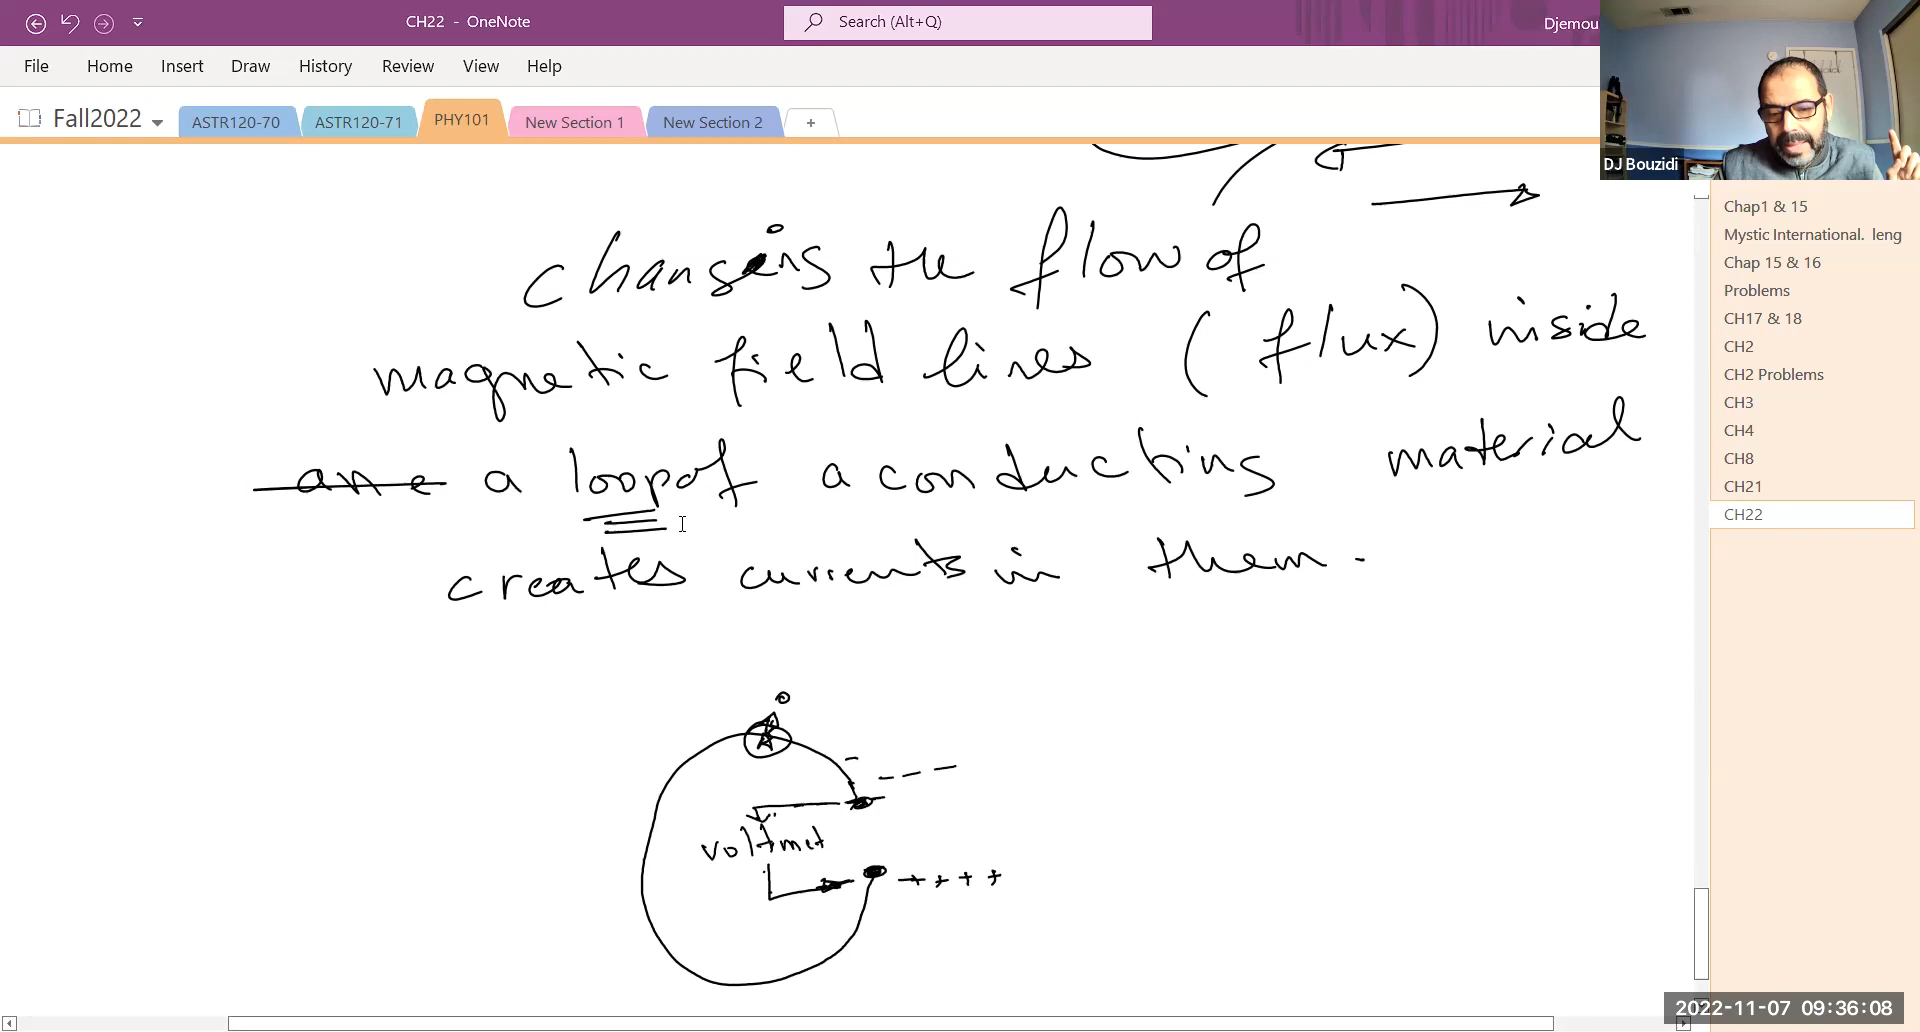 CH22 - OneNote
Search (Alt+Q)
Djemou
File Home Insert Draw History Review View Help
Fall2022 ASTR120-70 ASTR120-71 PHY101 New Section 1 New Section 2 +
DJ Bouzidi
Chap1 & 15
Mystic International. leng
Chap 15 & 16
Problems
CH17 & 18
CH2
CH2 Problems
CH3
CH4
CH8
CH21
CH22
changing the flow of
magnetic field lines (flux) inside
a loop of a conducting material
creates currents in them.
voltmet
- - - -
+ + + +
2022-11-07 09:36:08